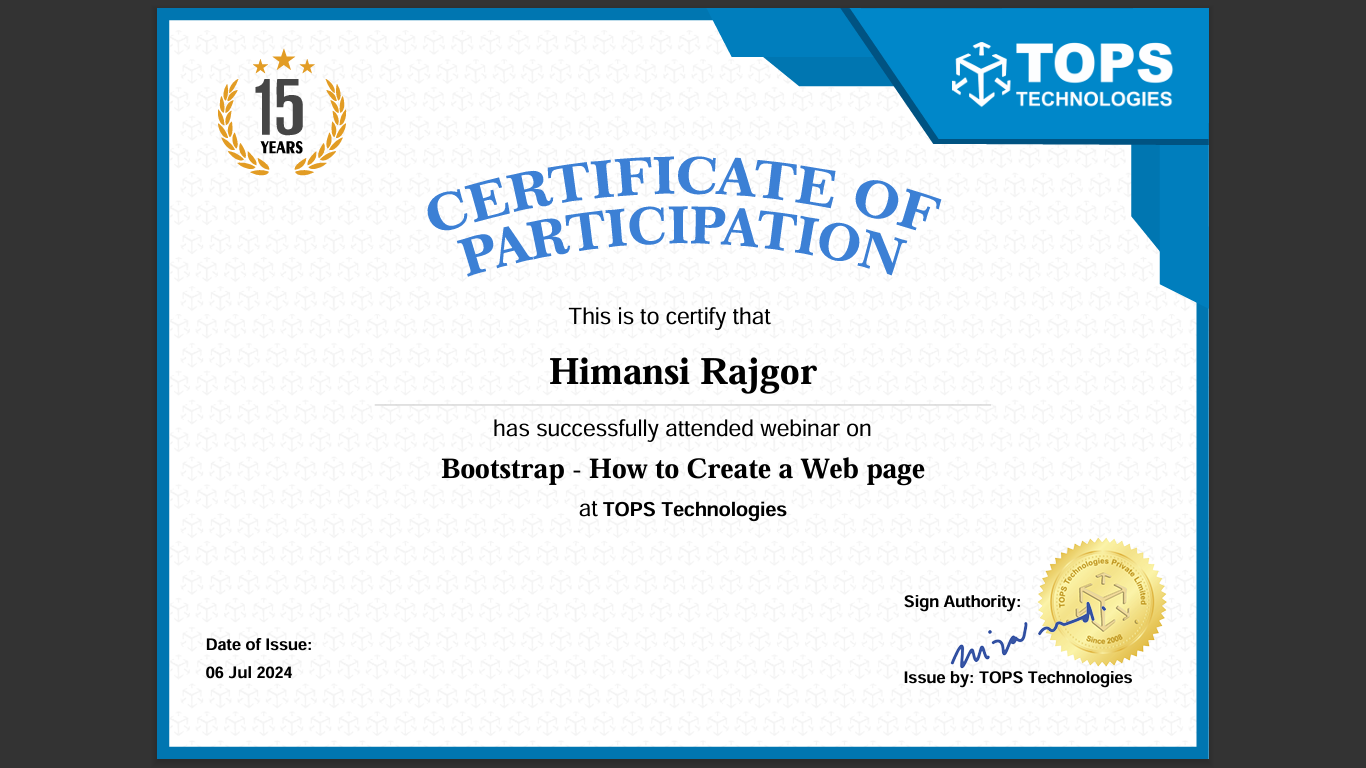 15
YEARS
TOPS
TECHNOLOGIES
CERTIFICATE OF
PARTICIPATION
This is to certify that
Himansi Rajgor
has successfully attended webinar on
Bootstrap - How to Create a Web page
at TOPS Technologies
Date of Issue:
06 Jul 2024
Sign Authority:
TOPS Technologies Private Limited
Since 2008
Issue by: TOPS Technologies